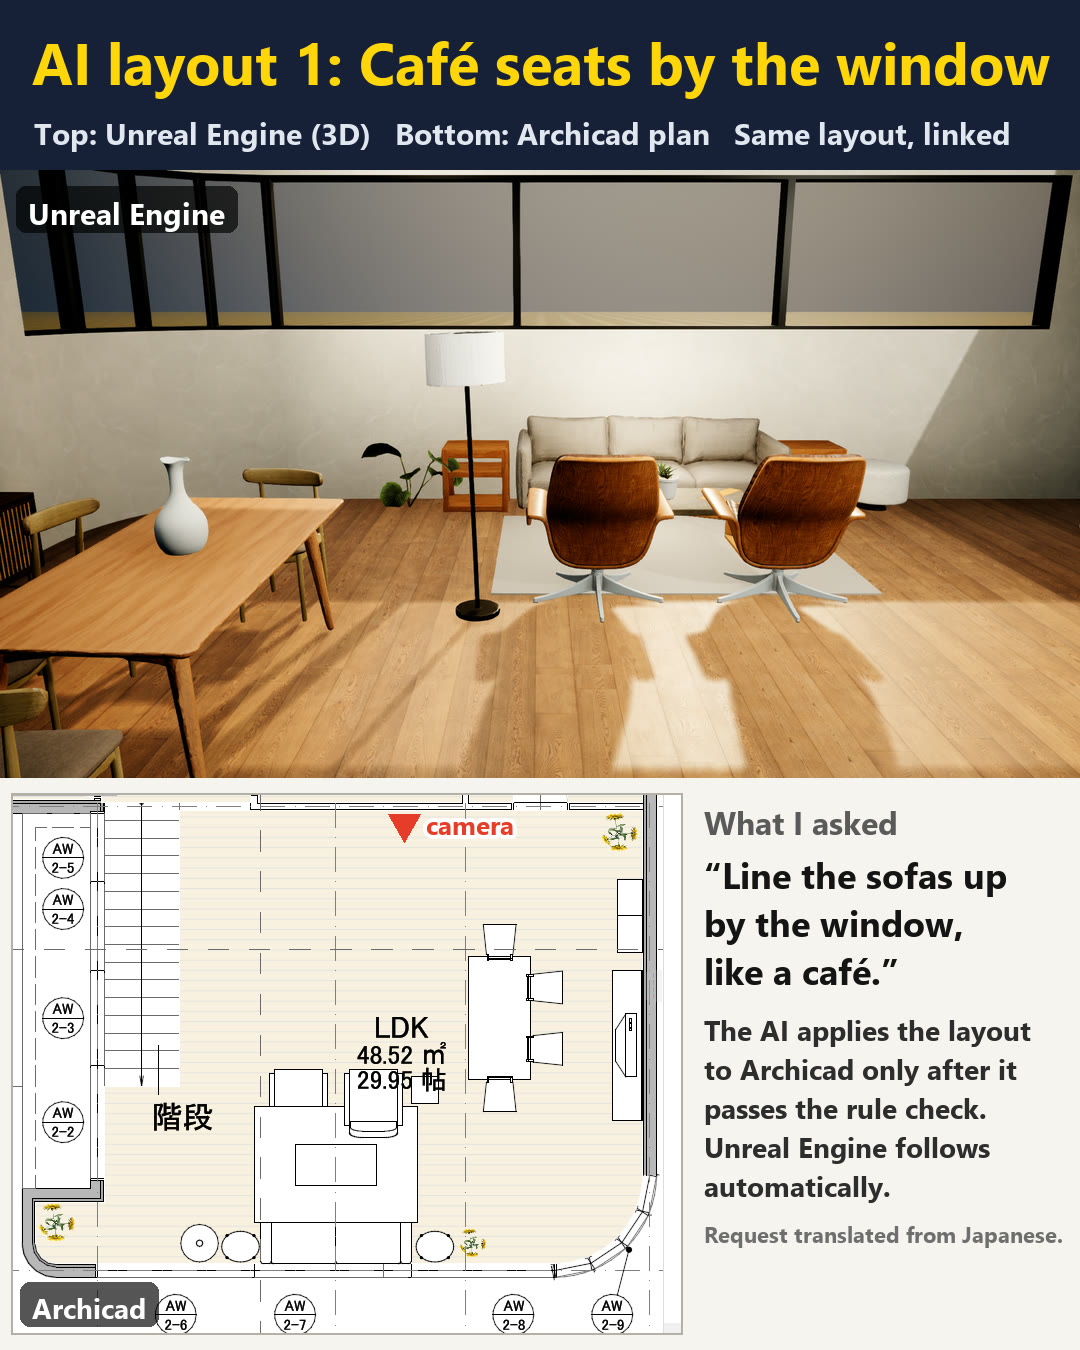 AI layout 1: Café seats by the window
Top: Unreal Engine (3D) Bottom: Archicad plan Same layout, linked
Unreal Engine
camera
AW
2-5
AW
2-4
AW
2-3
AW
2-2
LDK
48.52 ㎡
29.95 帖
階段
Archicad
AW
2-6
AW
2-7
AW
2-8
AW
2-9
What I asked
“Line the sofas up
by the window,
like a café.”
The AI applies the layout
to Archicad only after it
passes the rule check.
Unreal Engine follows
automatically.
Request translated from Japanese.